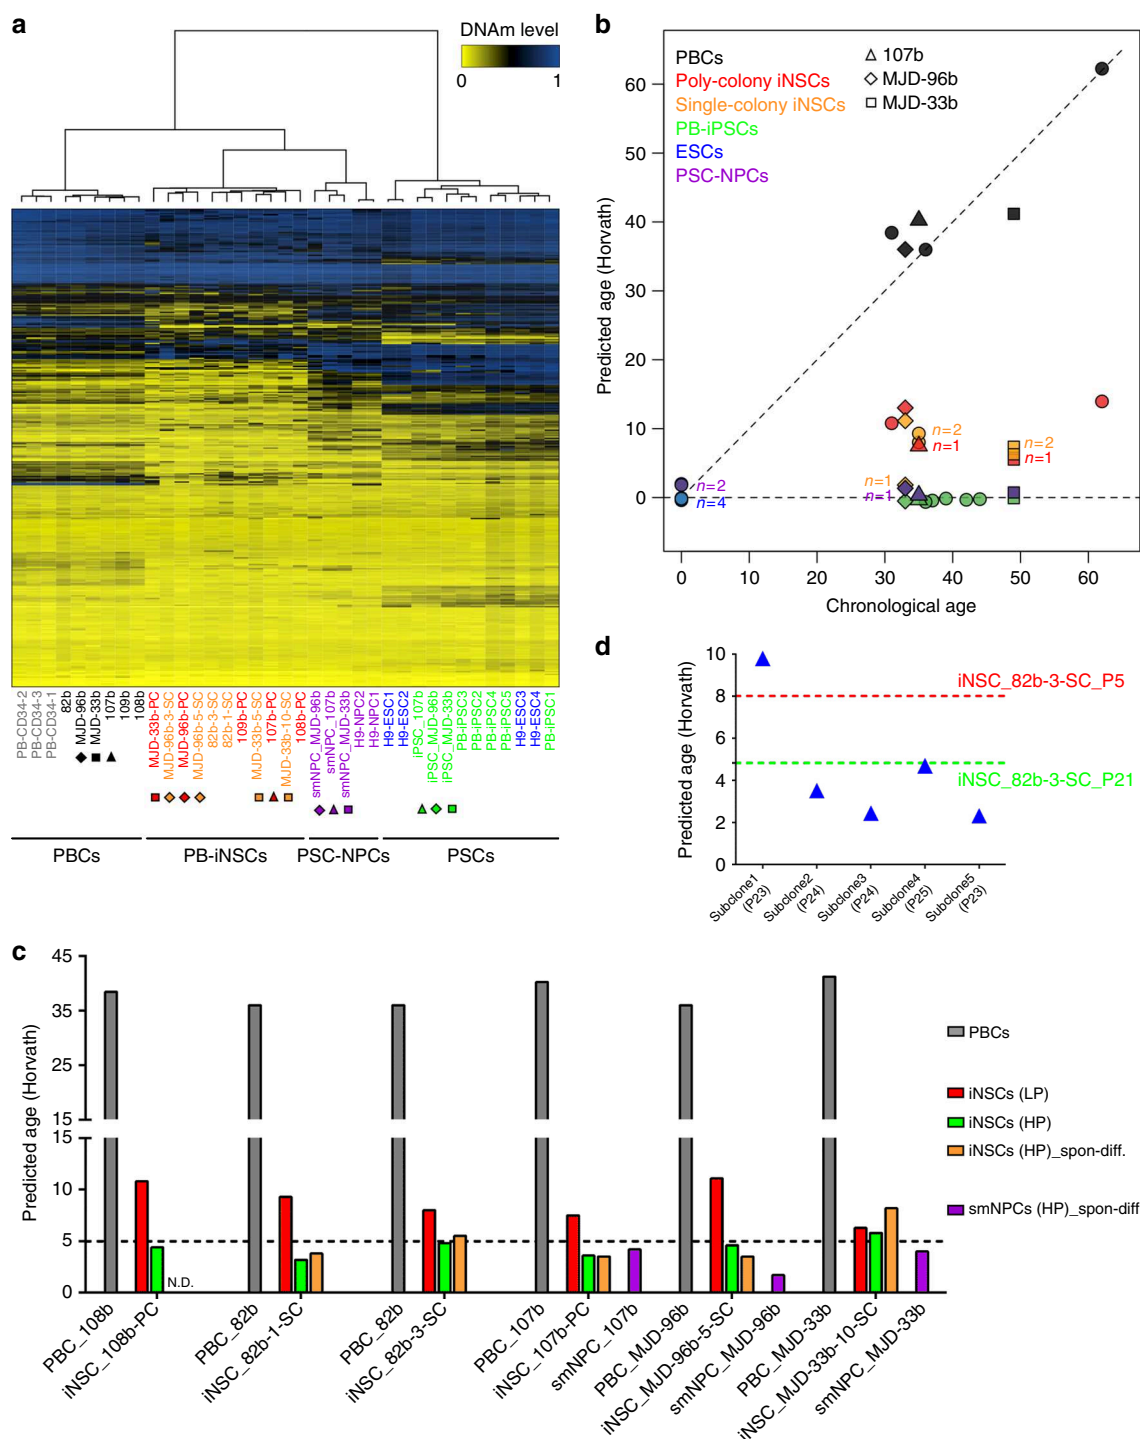 a
DNAm level
0
1
PB-CD34-2
PB-CD34-3
PB-CD34-1
82b
MJD-96b
MJD-33b
107b
109b
108b
MJD-33b-PC
MJD-96b-3-SC
MJD-96b-PC
MJD-96b-5-SC
82b-3-SC
82b-1-SC
109b-PC
MJD-33b-5-SC
107b-PC
MJD-33b-10-SC
108b-PC
smNPC_MJD-96b
smNPC_107b
smNPC_MJD-33b
H9-NPC2
H9-NPC1
H9-ESC1
H9-ESC2
iPSC_107b
iPSC_MJD-96b
iPSC_MJD-33b
PB-iPSC3
PB-iPSC2
PB-iPSC4
PB-iPSC5
H9-ESC3
H9-ESC4
PB-iPSC1
PBCs
PB-iNSCs
PSC-NPCs
PSCs
b
PBCs
Poly-colony iNSCs
Single-colony iNSCs
PB-iPSCs
ESCs
PSC-NPCs
107b
MJD-96b
MJD-33b
60
50
40
30
20
10
0
Predicted age (Horvath)
n=2
n=4
n=2
n=1
n=1
n=1
n=2
n=1
0
10
20
30
40
50
60
Chronological age
d
10
8
6
4
2
0
Predicted age (Horvath)
iNSC_82b-3-SC_P5
iNSC_82b-3-SC_P21
Subclone1 (P23)
Subclone2 (P24)
Subclone3 (P24)
Subclone4 (P25)
Subclone5 (P23)
c
45
35
25
15
15
10
5
0
Predicted age (Horvath)
N.D.
PBC_108b
iNSC_108b-PC
PBC_82b
iNSC_82b-1-SC
PBC_82b
iNSC_82b-3-SC
PBC_107b
iNSC_107b-PC
smNPC_107b
PBC_MJD-96b
iNSC_MJD-96b-5-SC
smNPC_MJD-96b
PBC_MJD-33b
iNSC_MJD-33b-10-SC
smNPC_MJD-33b
PBCs
iNSCs (LP)
iNSCs (HP)
iNSCs (HP)_spon-diff.
smNPCs (HP)_spon-diff